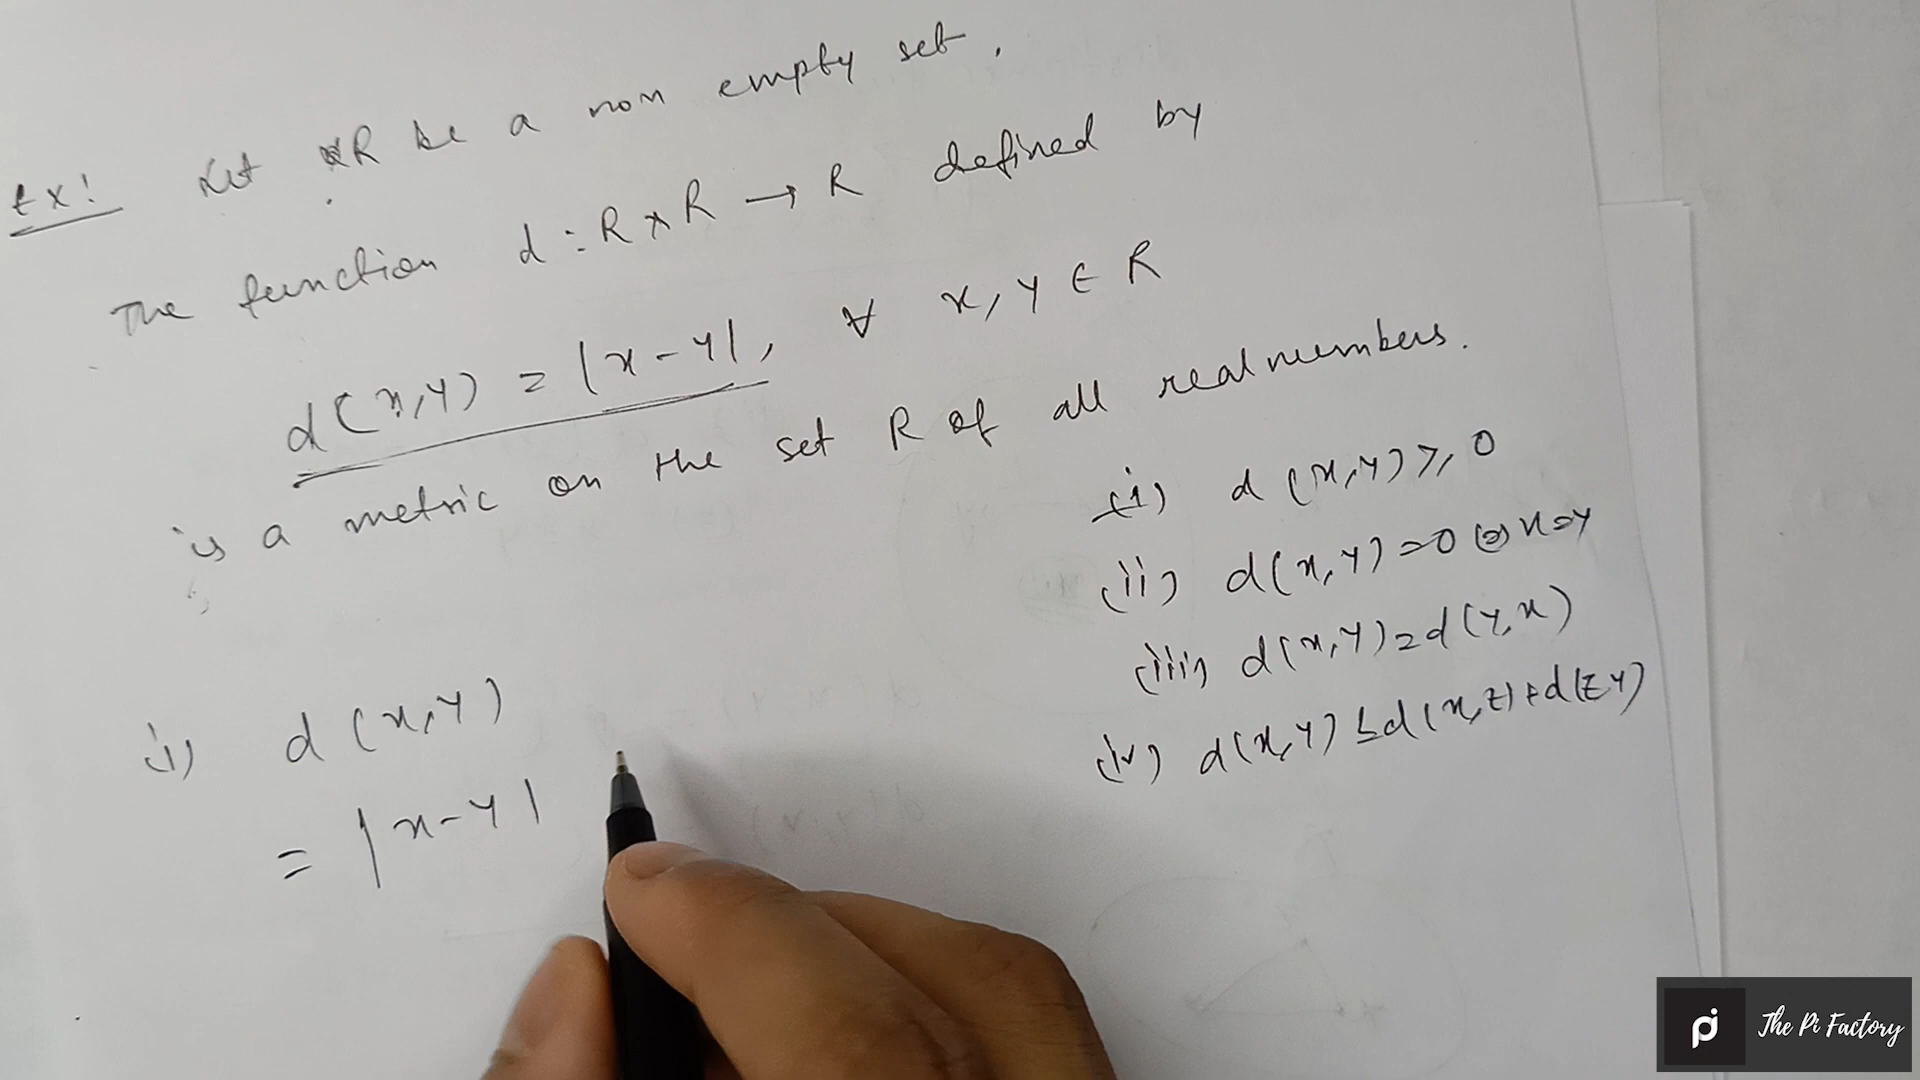 Ex: Let R be a non empty set.
The function d : R × R → R defined by
d(x,y) = |x-y|, ∀ x, y ∈ R
is a metric on the set R of all real numbers.
(i) d(x,y) ≥ 0
(ii) d(x,y)=0 ⇔ x=y
(iii) d(x,y)=d(y,x)
(iv) d(x,y) ≤ d(x,z)+d(z,y)
(i) d(x,y)
= |x-y|
pi The Pi Factory